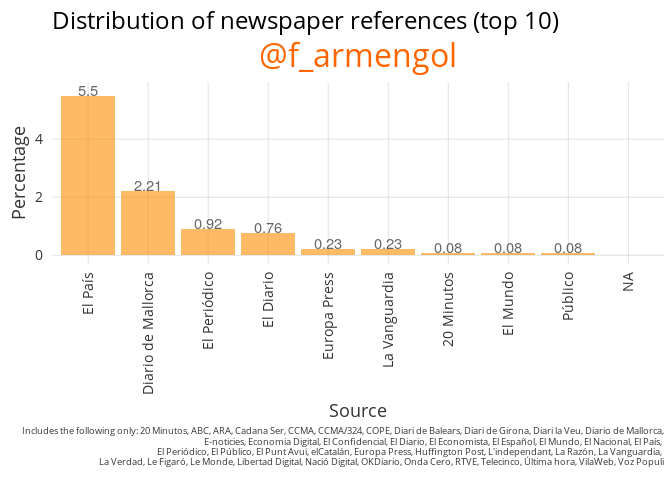 Distribution of newspaper references (top 10)
@f_armengol
Percentage
4
2
0
5.5
2.21
0.92
0.76
0.23
0.23
0.08
0.08
0.08
El País
Diario de Mallorca
El Periódico
El Diario
Europa Press
La Vanguardia
20 Minutos
El Mundo
Público
NA
Source
Includes the following only: 20 Minutos, ABC, ARA, Cadana Ser, CCMA, CCMA/324, COPE, Diari de Balears, Diari de Girona, Diari la Veu, Diario de Mallorca,
E-noticies, Economia Digital, El Confidencial, El Diario, El Economista, El Español, El Mundo, El Nacional, El País,
El Periódico, El Público, El Punt Avui, elCatalán, Europa Press, Huffington Post, L'independant, La Razón, La Vanguardia,
La Verdad, Le Figaró, Le Monde, Libertad Digital, Nació Digital, OKDiario, Onda Cero, RTVE, Telecinco, Última hora, VilaWeb, Voz Populi